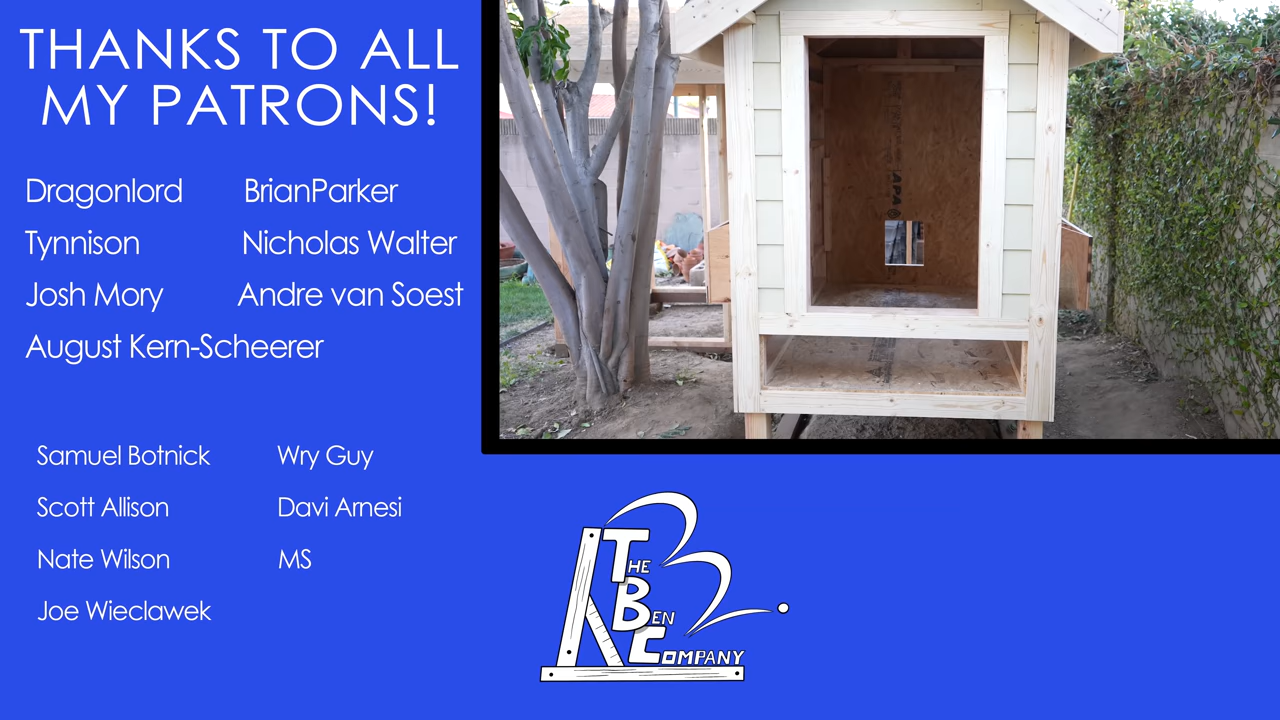 THANKS TO ALL
MY PATRONS!
Dragonlord BrianParker
Tynnison Nicholas Walter
Josh Mory Andre van Soest
August Kern-Scheerer
Samuel Botnick Wry Guy
Scott Allison Davi Arnesi
Nate Wilson MS
Joe Wieclawek
APA
THE
BEN
COMPANY